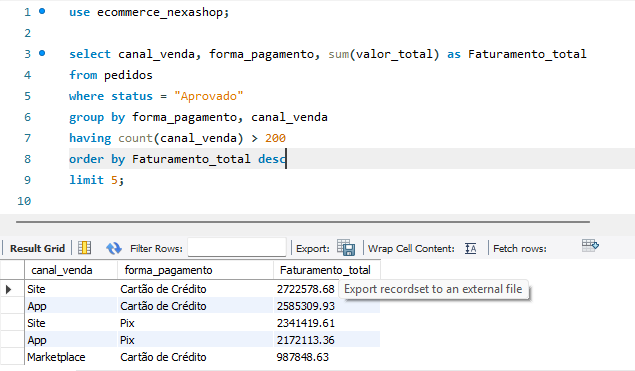 1 use ecommerce_nexashop;
2
3 select canal_venda, forma_pagamento, sum(valor_total) as Faturamento_total
4 from pedidos
5 where status = "Aprovado"
6 group by forma_pagamento, canal_venda
7 having count(canal_venda) > 200
8 order by Faturamento_total desc
9 limit 5;
10
Result Grid Filter Rows: Export: Wrap Cell Content: IA Fetch rows:
canal_venda forma_pagamento Faturamento_total
Site Cartão de Crédito 2722578.68 Export recordset to an external file
App Cartão de Crédito 2585309.93
Site Pix 2341419.61
App Pix 2172113.36
Marketplace Cartão de Crédito 987848.63